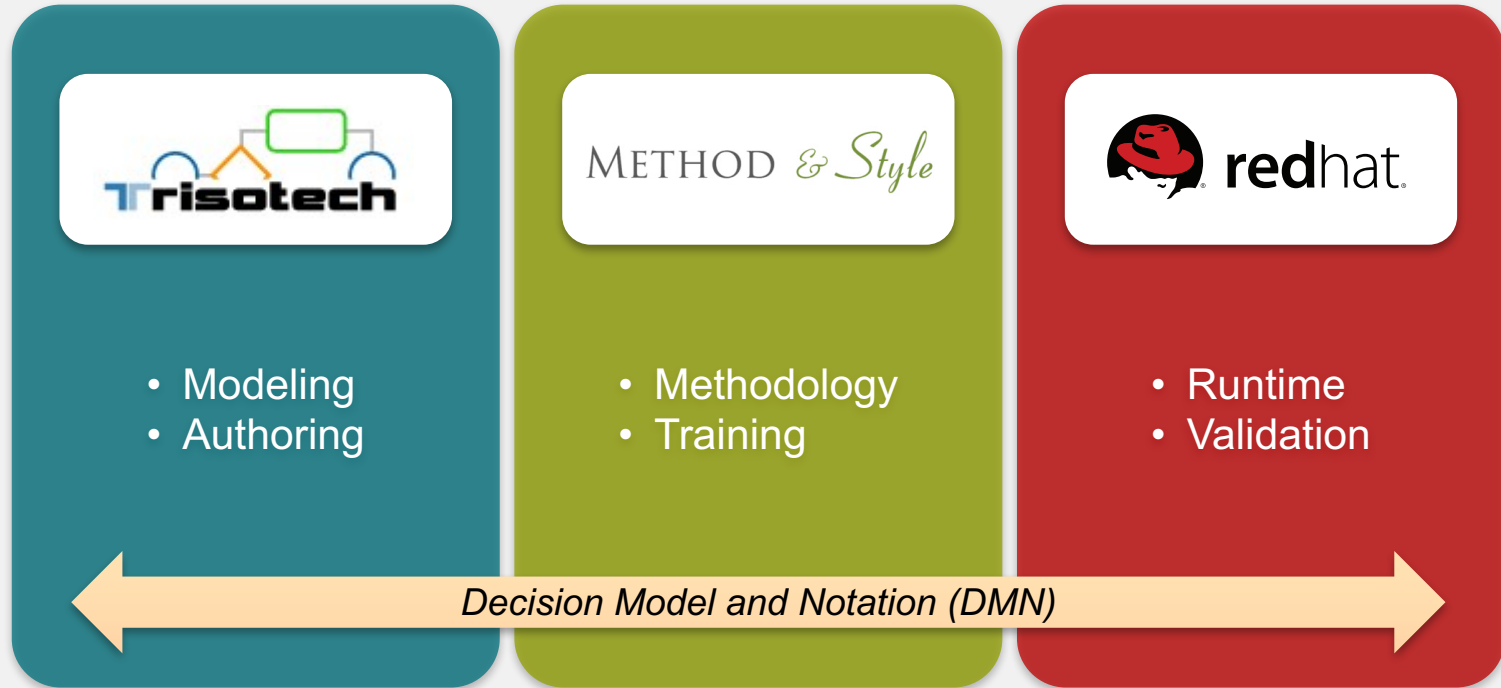 Trisotech
METHOD & Style
redhat.
• Modeling
• Authoring
• Methodology
• Training
• Runtime
• Validation
Decision Model and Notation (DMN)